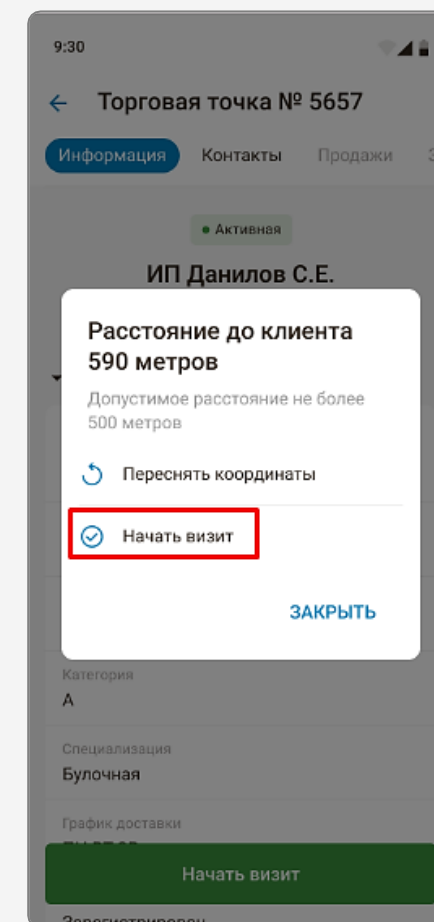 9:30
Торговая точка № 5657
Информация Контакты Продажи
Активная
ИП Данилов С.Е.
Расстояние до клиента
590 метров
Допустимое расстояние не более
500 метров
Переснять координаты
Начать визит
ЗАКРЫТЬ
Категория
А
Специализация
Булочная
График доставки
Начать визит
Зарегистрирован